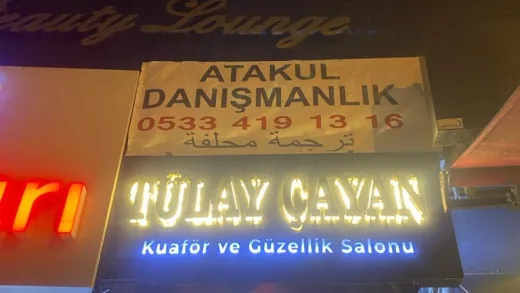 Beauty Lounge
ATAKUL
DANIŞMANLIK
0533 419 13 16
ترجمة محلفة
TÜLAY ÇAYAN
Kuaför ve Güzellik Salonu